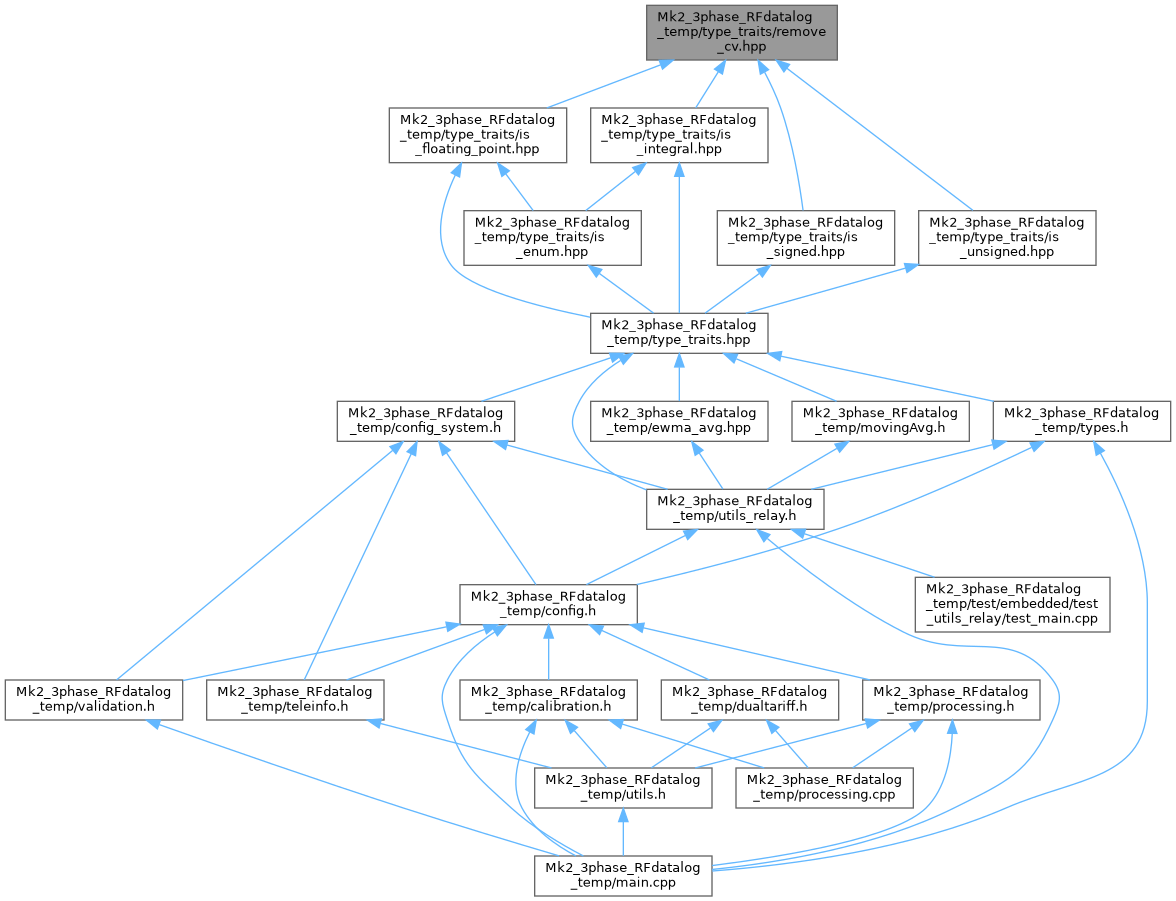 Mk2_3phase_RFdatalog
_temp/type_traits/remove
_cv.hpp
Mk2_3phase_RFdatalog
_temp/type_traits/is
_floating_point.hpp
Mk2_3phase_RFdatalog
_temp/type_traits/is
_integral.hpp
Mk2_3phase_RFdatalog
_temp/type_traits/is
_enum.hpp
Mk2_3phase_RFdatalog
_temp/type_traits/is
_signed.hpp
Mk2_3phase_RFdatalog
_temp/type_traits/is
_unsigned.hpp
Mk2_3phase_RFdatalog
_temp/type_traits.hpp
Mk2_3phase_RFdatalog
_temp/config_system.h
Mk2_3phase_RFdatalog
_temp/ewma_avg.hpp
Mk2_3phase_RFdatalog
_temp/movingAvg.h
Mk2_3phase_RFdatalog
_temp/types.h
Mk2_3phase_RFdatalog
_temp/utils_relay.h
Mk2_3phase_RFdatalog
_temp/config.h
Mk2_3phase_RFdatalog
_temp/test/embedded/test
_utils_relay/test_main.cpp
Mk2_3phase_RFdatalog
_temp/validation.h
Mk2_3phase_RFdatalog
_temp/teleinfo.h
Mk2_3phase_RFdatalog
_temp/calibration.h
Mk2_3phase_RFdatalog
_temp/dualtariff.h
Mk2_3phase_RFdatalog
_temp/processing.h
Mk2_3phase_RFdatalog
_temp/utils.h
Mk2_3phase_RFdatalog
_temp/processing.cpp
Mk2_3phase_RFdatalog
_temp/main.cpp